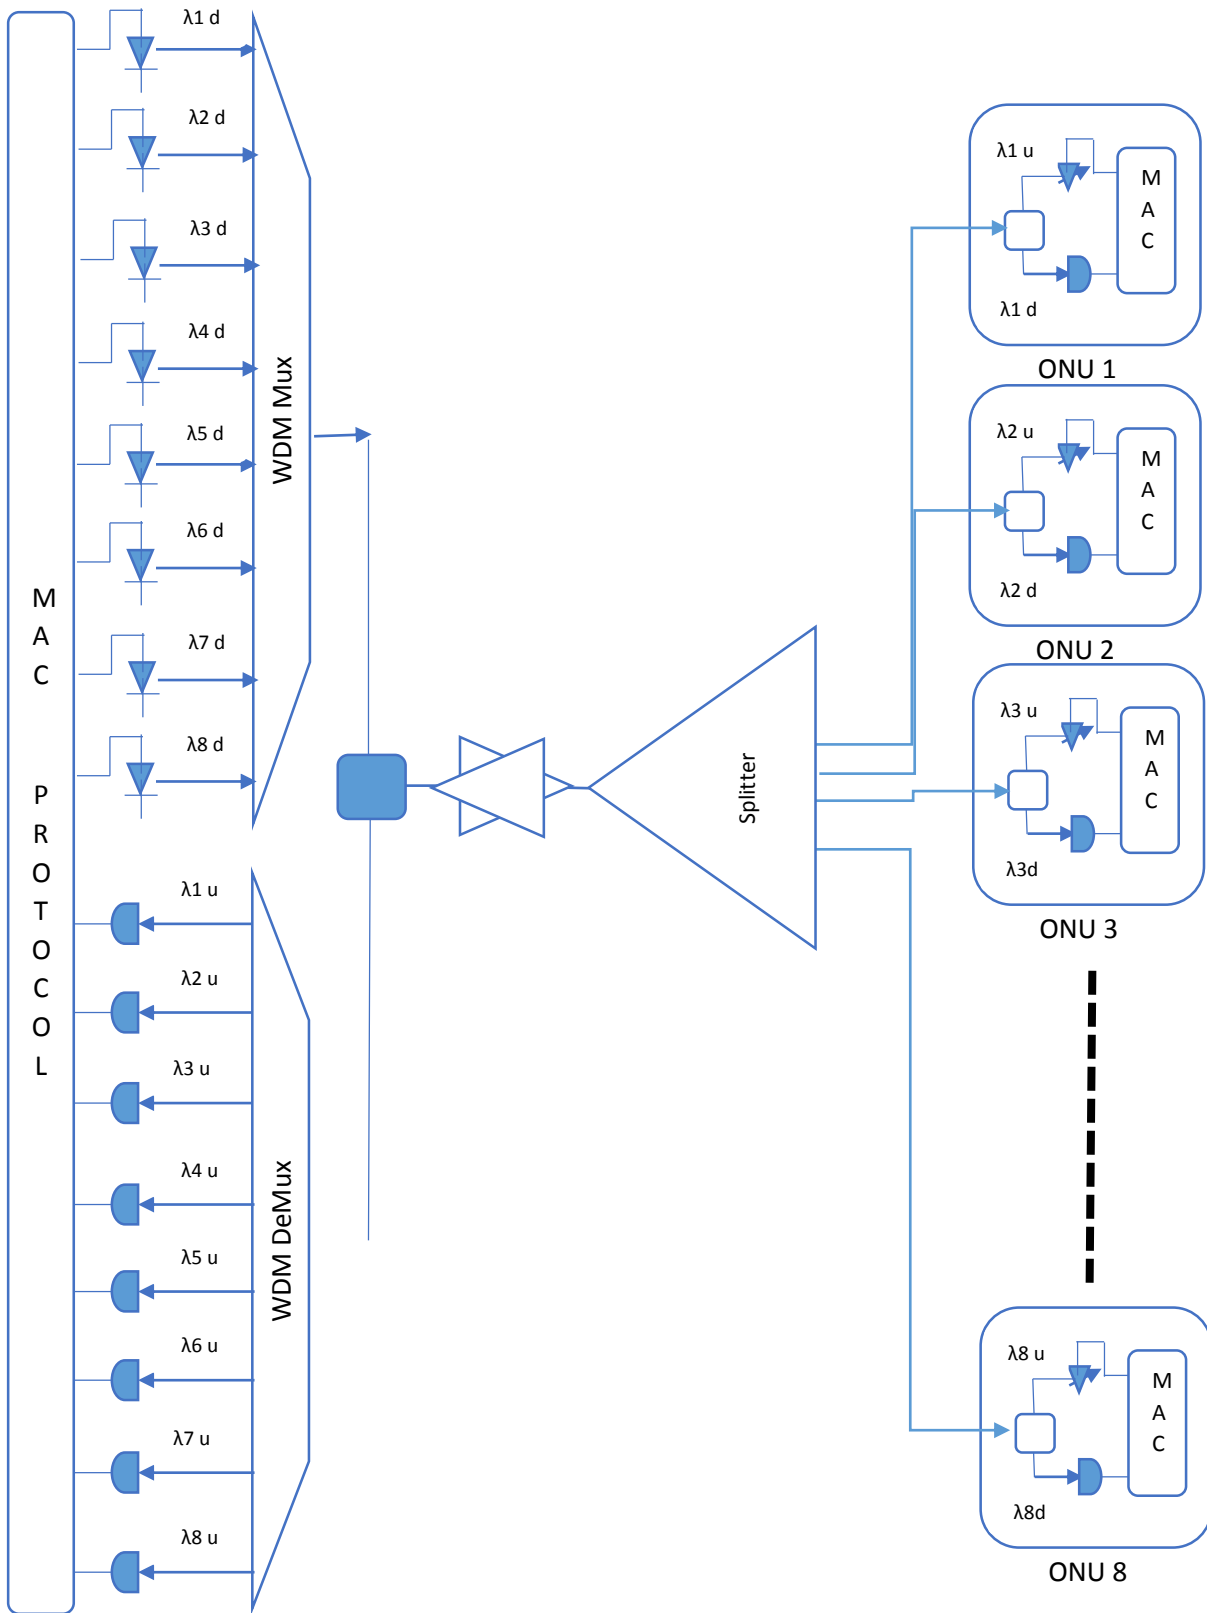 λ1 d
λ2 d
λ3 d
λ4 d
λ5 d
λ6 d
λ7 d
λ8 d
WDM Mux
M
A
C
P
R
O
T
O
C
O
L
λ1 u
λ2 u
λ3 u
λ4 u
λ5 u
λ6 u
λ7 u
λ8 u
WDM DeMux
Splitter
λ1 u
M
A
C
λ1 d
ONU 1
λ2 u
M
A
C
λ2 d
ONU 2
λ3 u
M
A
C
λ3d
ONU 3
λ8 u
M
A
C
λ8d
ONU 8